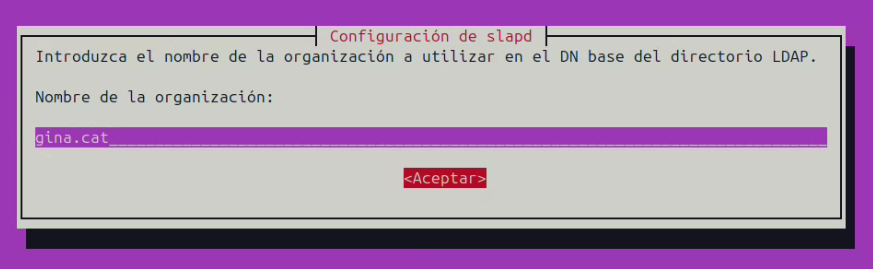 Configuración de slapd
Introduzca el nombre de la organización a utilizar en el DN base del directorio LDAP.
Nombre de la organización:
gina.cat
<Aceptar>